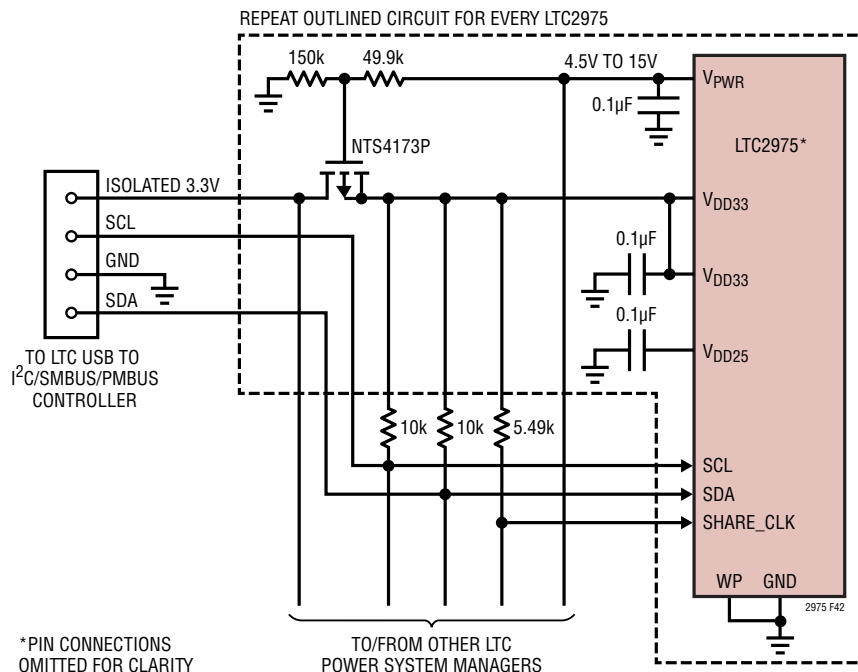 REPEAT OUTLINED CIRCUIT FOR EVERY LTC2975
150k
49.9k
4.5V TO 15V
0.1µF
VPWR
LTC2975*
NTS4173P
ISOLATED 3.3V
SCL
GND
SDA
TO LTC USB TO
I2C/SMBUS/PMBUS
CONTROLLER
VDD33
0.1µF
VDD33
0.1µF
VDD25
10k
10k
5.49k
SCL
SDA
SHARE_CLK
WP
GND
2975 F42
*PIN CONNECTIONS
OMITTED FOR CLARITY
TO/FROM OTHER LTC
POWER SYSTEM MANAGERS